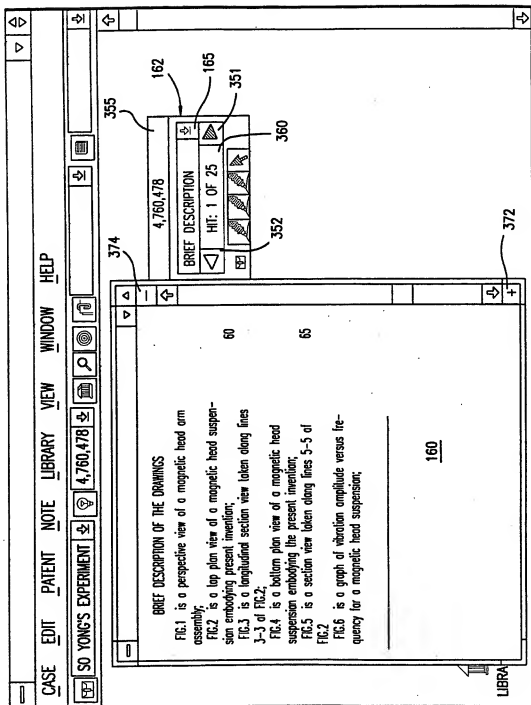 CASE EDIT PATENT NOTE LIBRARY VIEW WINDOW HELP
SO YONG'S EXPERIMENT 4,760,478
374
BRIEF DESCRIPTION OF THE DRAWINGS
FIG.1 is a perspective view of a magnetic head arm
assembly;
FIG.2 is a top plan view of a magnetic head suspen-
sion embodying present invention; 60
FIG.3 is a longitudinal section view taken along lines
3-3 of FIG.2;
FIG.4 is a bottom plan view of a magnetic head
suspension embodying the present invention; 65
FIG.5 is a section view taken along lines 5-5 of
FIG.2
FIG.6 is a graph of vibration amplitude versus fre-
quency for a magnetic head suspension;
160
372
4,760,478
BRIEF DESCRIPTION
HIT: 1 OF 25
352
355
162
165
351
360
LIBRA